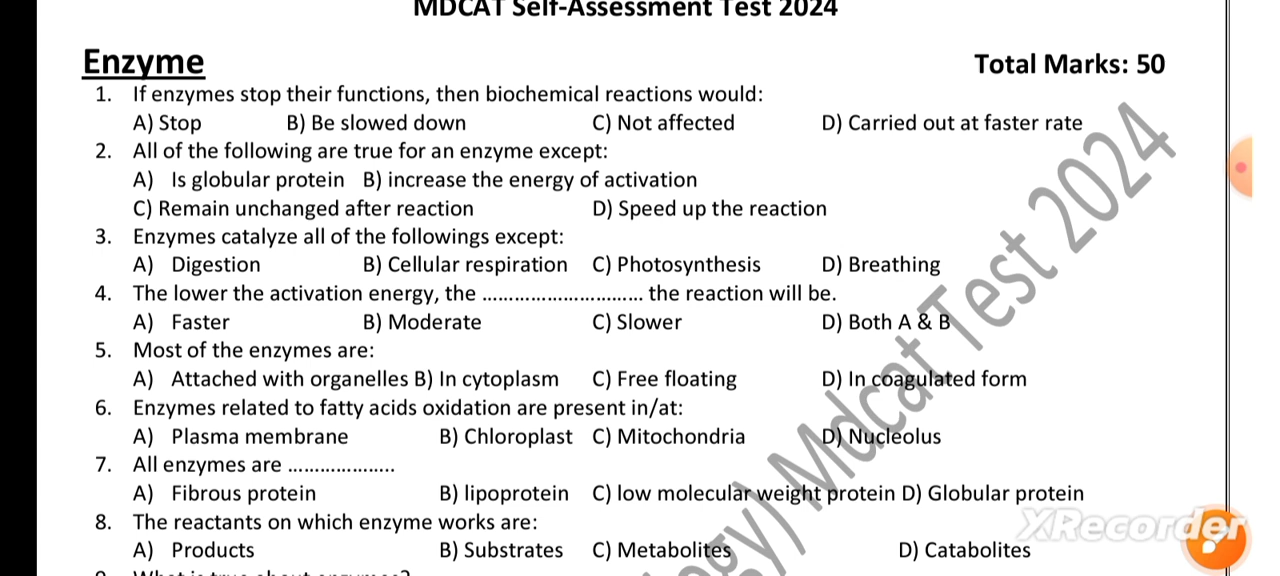 MDCAT Self-Assessment Test 2024
Enzyme Total Marks: 50
1. If enzymes stop their functions, then biochemical reactions would:
A) Stop B) Be slowed down C) Not affected D) Carried out at faster rate
2. All of the following are true for an enzyme except:
A) Is globular protein B) increase the energy of activation
C) Remain unchanged after reaction D) Speed up the reaction
3. Enzymes catalyze all of the followings except:
A) Digestion B) Cellular respiration C) Photosynthesis D) Breathing
4. The lower the activation energy, the .............................. the reaction will be.
A) Faster B) Moderate C) Slower D) Both A & B
5. Most of the enzymes are:
A) Attached with organelles B) In cytoplasm C) Free floating D) In coagulated form
6. Enzymes related to fatty acids oxidation are present in/at:
A) Plasma membrane B) Chloroplast C) Mitochondria D) Nucleolus
7. All enzymes are ....................
A) Fibrous protein B) lipoprotein C) low molecular weight protein D) Globular protein
8. The reactants on which enzyme works are:
A) Products B) Substrates C) Metabolites D) Catabolites
ogy) Mdcat Test 2024
XRecorder